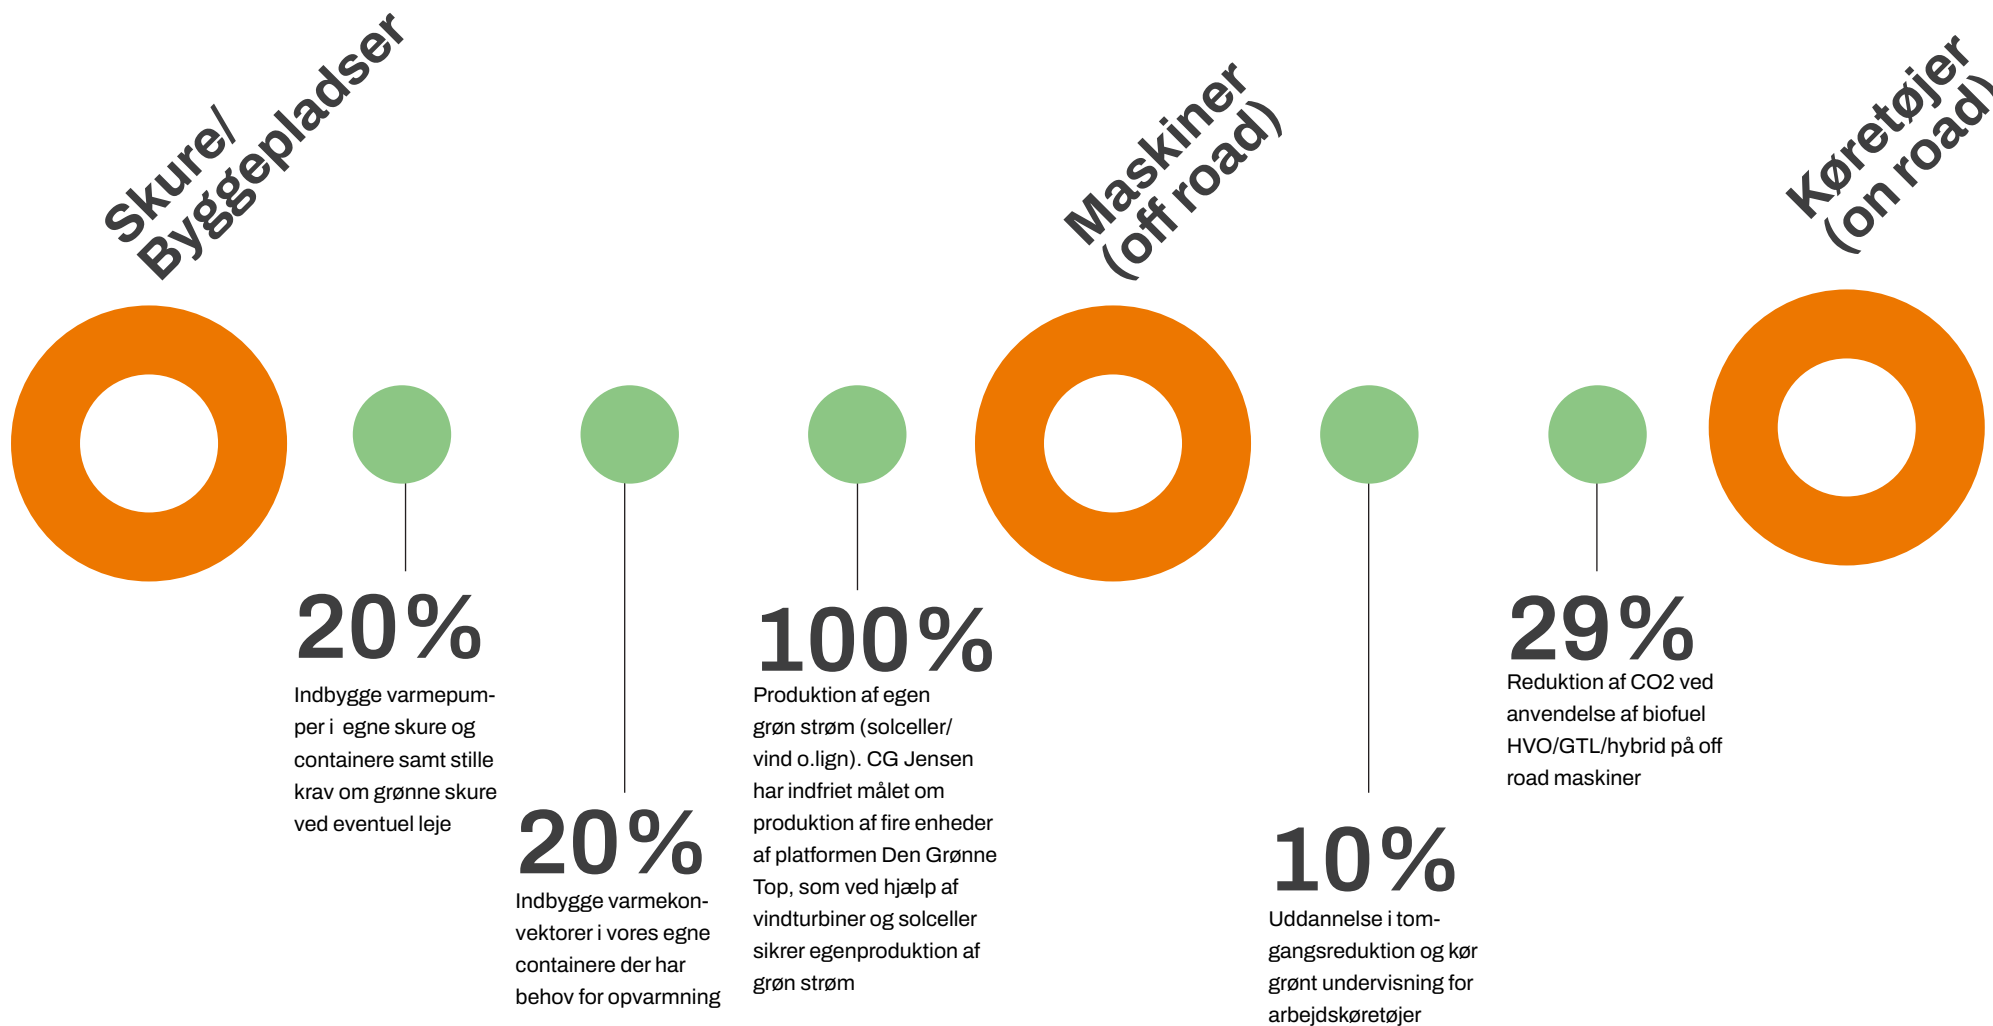 Skure/
Byggepladser
20%
Indbygge varmepum-
per i egne skure og
containere samt stille
krav om grønne skure
ved eventuel leje
20%
Indbygge varmekon-
vektorer i vores egne
containere der har
behov for opvarmning
100%
Produktion af egen
grøn strøm (solceller/
vind o.lign). CG Jensen
har indfriet målet om
produktion af fire enheder
af platformen Den Grønne
Top, som ved hjælp af
vindturbiner og solceller
sikrer egenproduktion af
grøn strøm
Maskiner
(off road)
10%
Uddannelse i tom-
gangsreduktion og kør
grønt undervisning for
arbejdskøretøjer
29%
Reduktion af CO2 ved
anvendelse af biofuel
HVO/GTL/hybrid på off
road maskiner
Køretøjer
(on road)